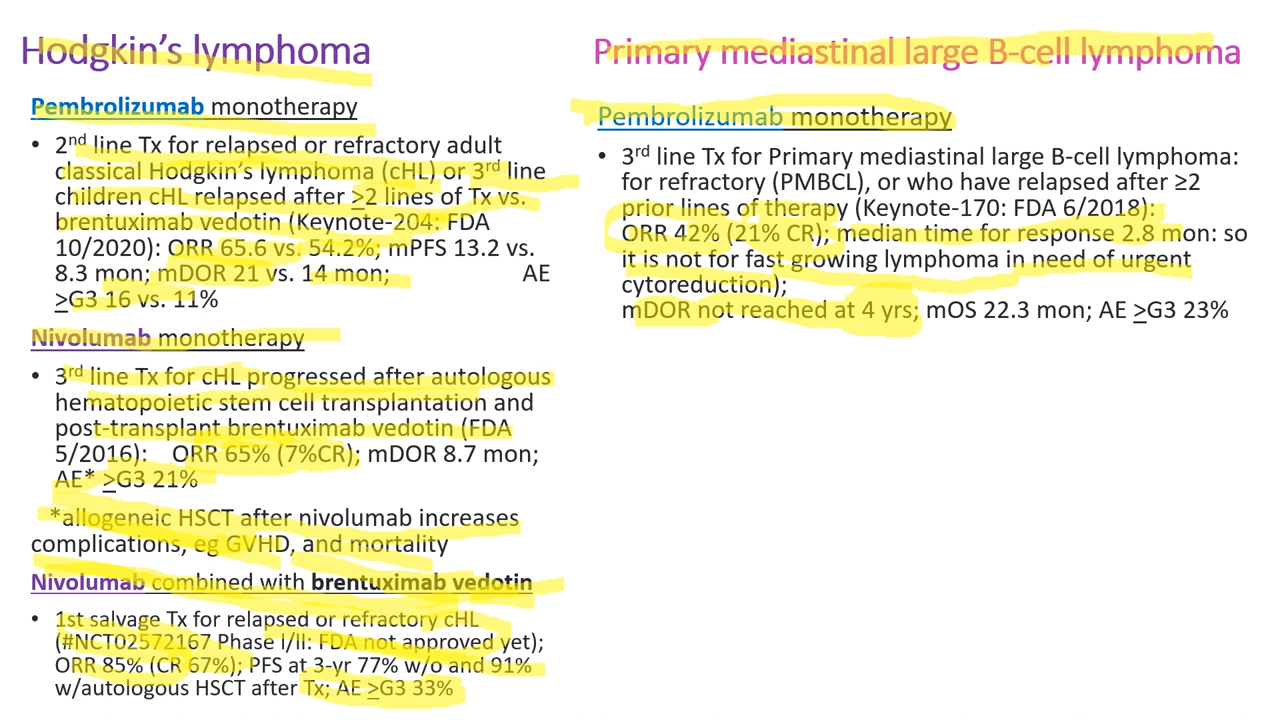 Hodgkin's lymphoma
Pembrolizumab monotherapy
• 2nd line Tx for relapsed or refractory adult
classical Hodgkin's lymphoma (cHL) or 3rd line
children cHL relapsed after ≥2 lines of Tx vs.
brentuximab vedotin (Keynote-204: FDA
10/2020): ORR 65.6 vs. 54.2%; mPFS 13.2 vs.
8.3 mon; mDOR 21 vs. 14 mon; AE
≥G3 16 vs. 11%
Nivolumab monotherapy
• 3rd line Tx for cHL progressed after autologous
hematopoietic stem cell transplantation and
post-transplant brentuximab vedotin (FDA
5/2016): ORR 65% (7%CR); mDOR 8.7 mon;
AE* ≥G3 21%
*allogeneic HSCT after nivolumab increases
complications, eg GVHD, and mortality
Nivolumab combined with brentuximab vedotin
• 1st salvage Tx for relapsed or refractory cHL
(#NCT02572167 Phase I/II: FDA not approved yet);
ORR 85% (CR 67%); PFS at 3-yr 77% w/o and 91%
w/autologous HSCT after Tx; AE ≥G3 33%
Primary mediastinal large B-cell lymphoma
Pembrolizumab monotherapy
• 3rd line Tx for Primary mediastinal large B-cell lymphoma:
for refractory (PMBCL), or who have relapsed after ≥2
prior lines of therapy (Keynote-170: FDA 6/2018):
ORR 42% (21% CR); median time for response 2.8 mon: so
it is not for fast growing lymphoma in need of urgent
cytoreduction);
mDOR not reached at 4 yrs; mOS 22.3 mon; AE ≥G3 23%